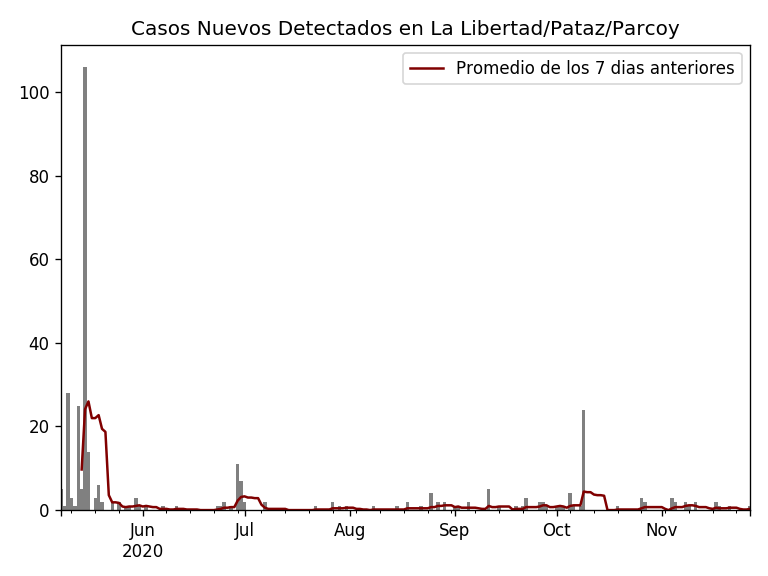 Casos Nuevos Detectados en La Libertad/Pataz/Parcoy
Promedio de los 7 dias anteriores
100
80
60
40
20
0
Jun
2020
Jul
Aug
Sep
Oct
Nov